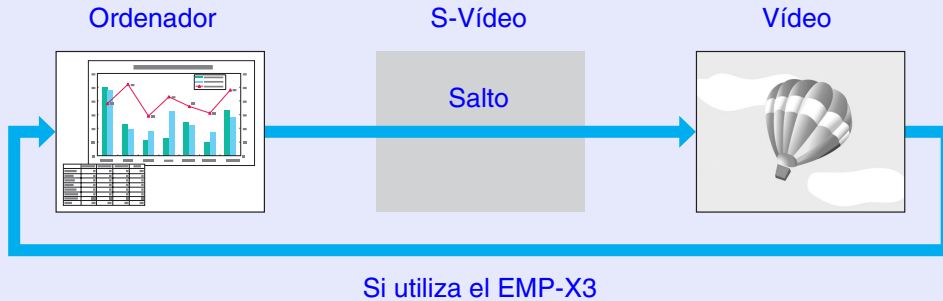 Ordenador
S-Vídeo
Vídeo
Salto
Si utiliza el EMP-X3